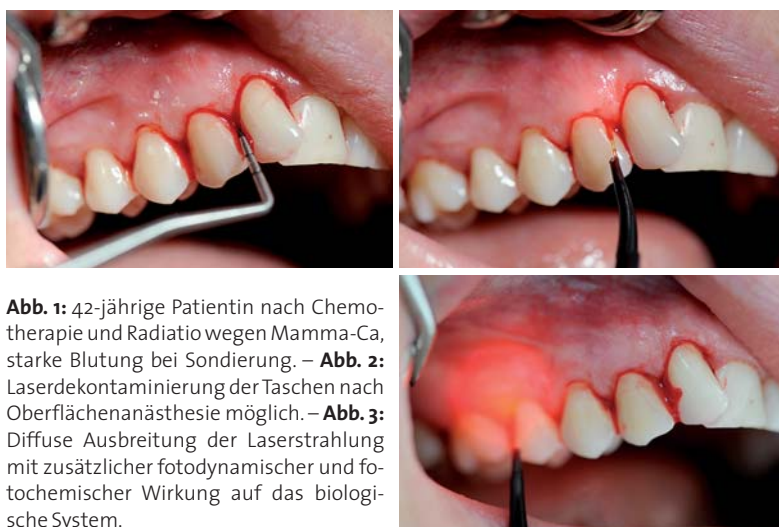 Abb. 1: 42-jährige Patientin nach Chemo-
therapie und Radiatio wegen Mamma-Ca,
starke Blutung bei Sondierung. – Abb. 2:
Laserdekontaminierung der Taschen nach
Oberflächenanästhesie möglich. – Abb. 3:
Diffuse Ausbreitung der Laserstrahlung
mit zusätzlicher fotodynamischer und fo-
tochemischer Wirkung auf das biologi-
sche System.